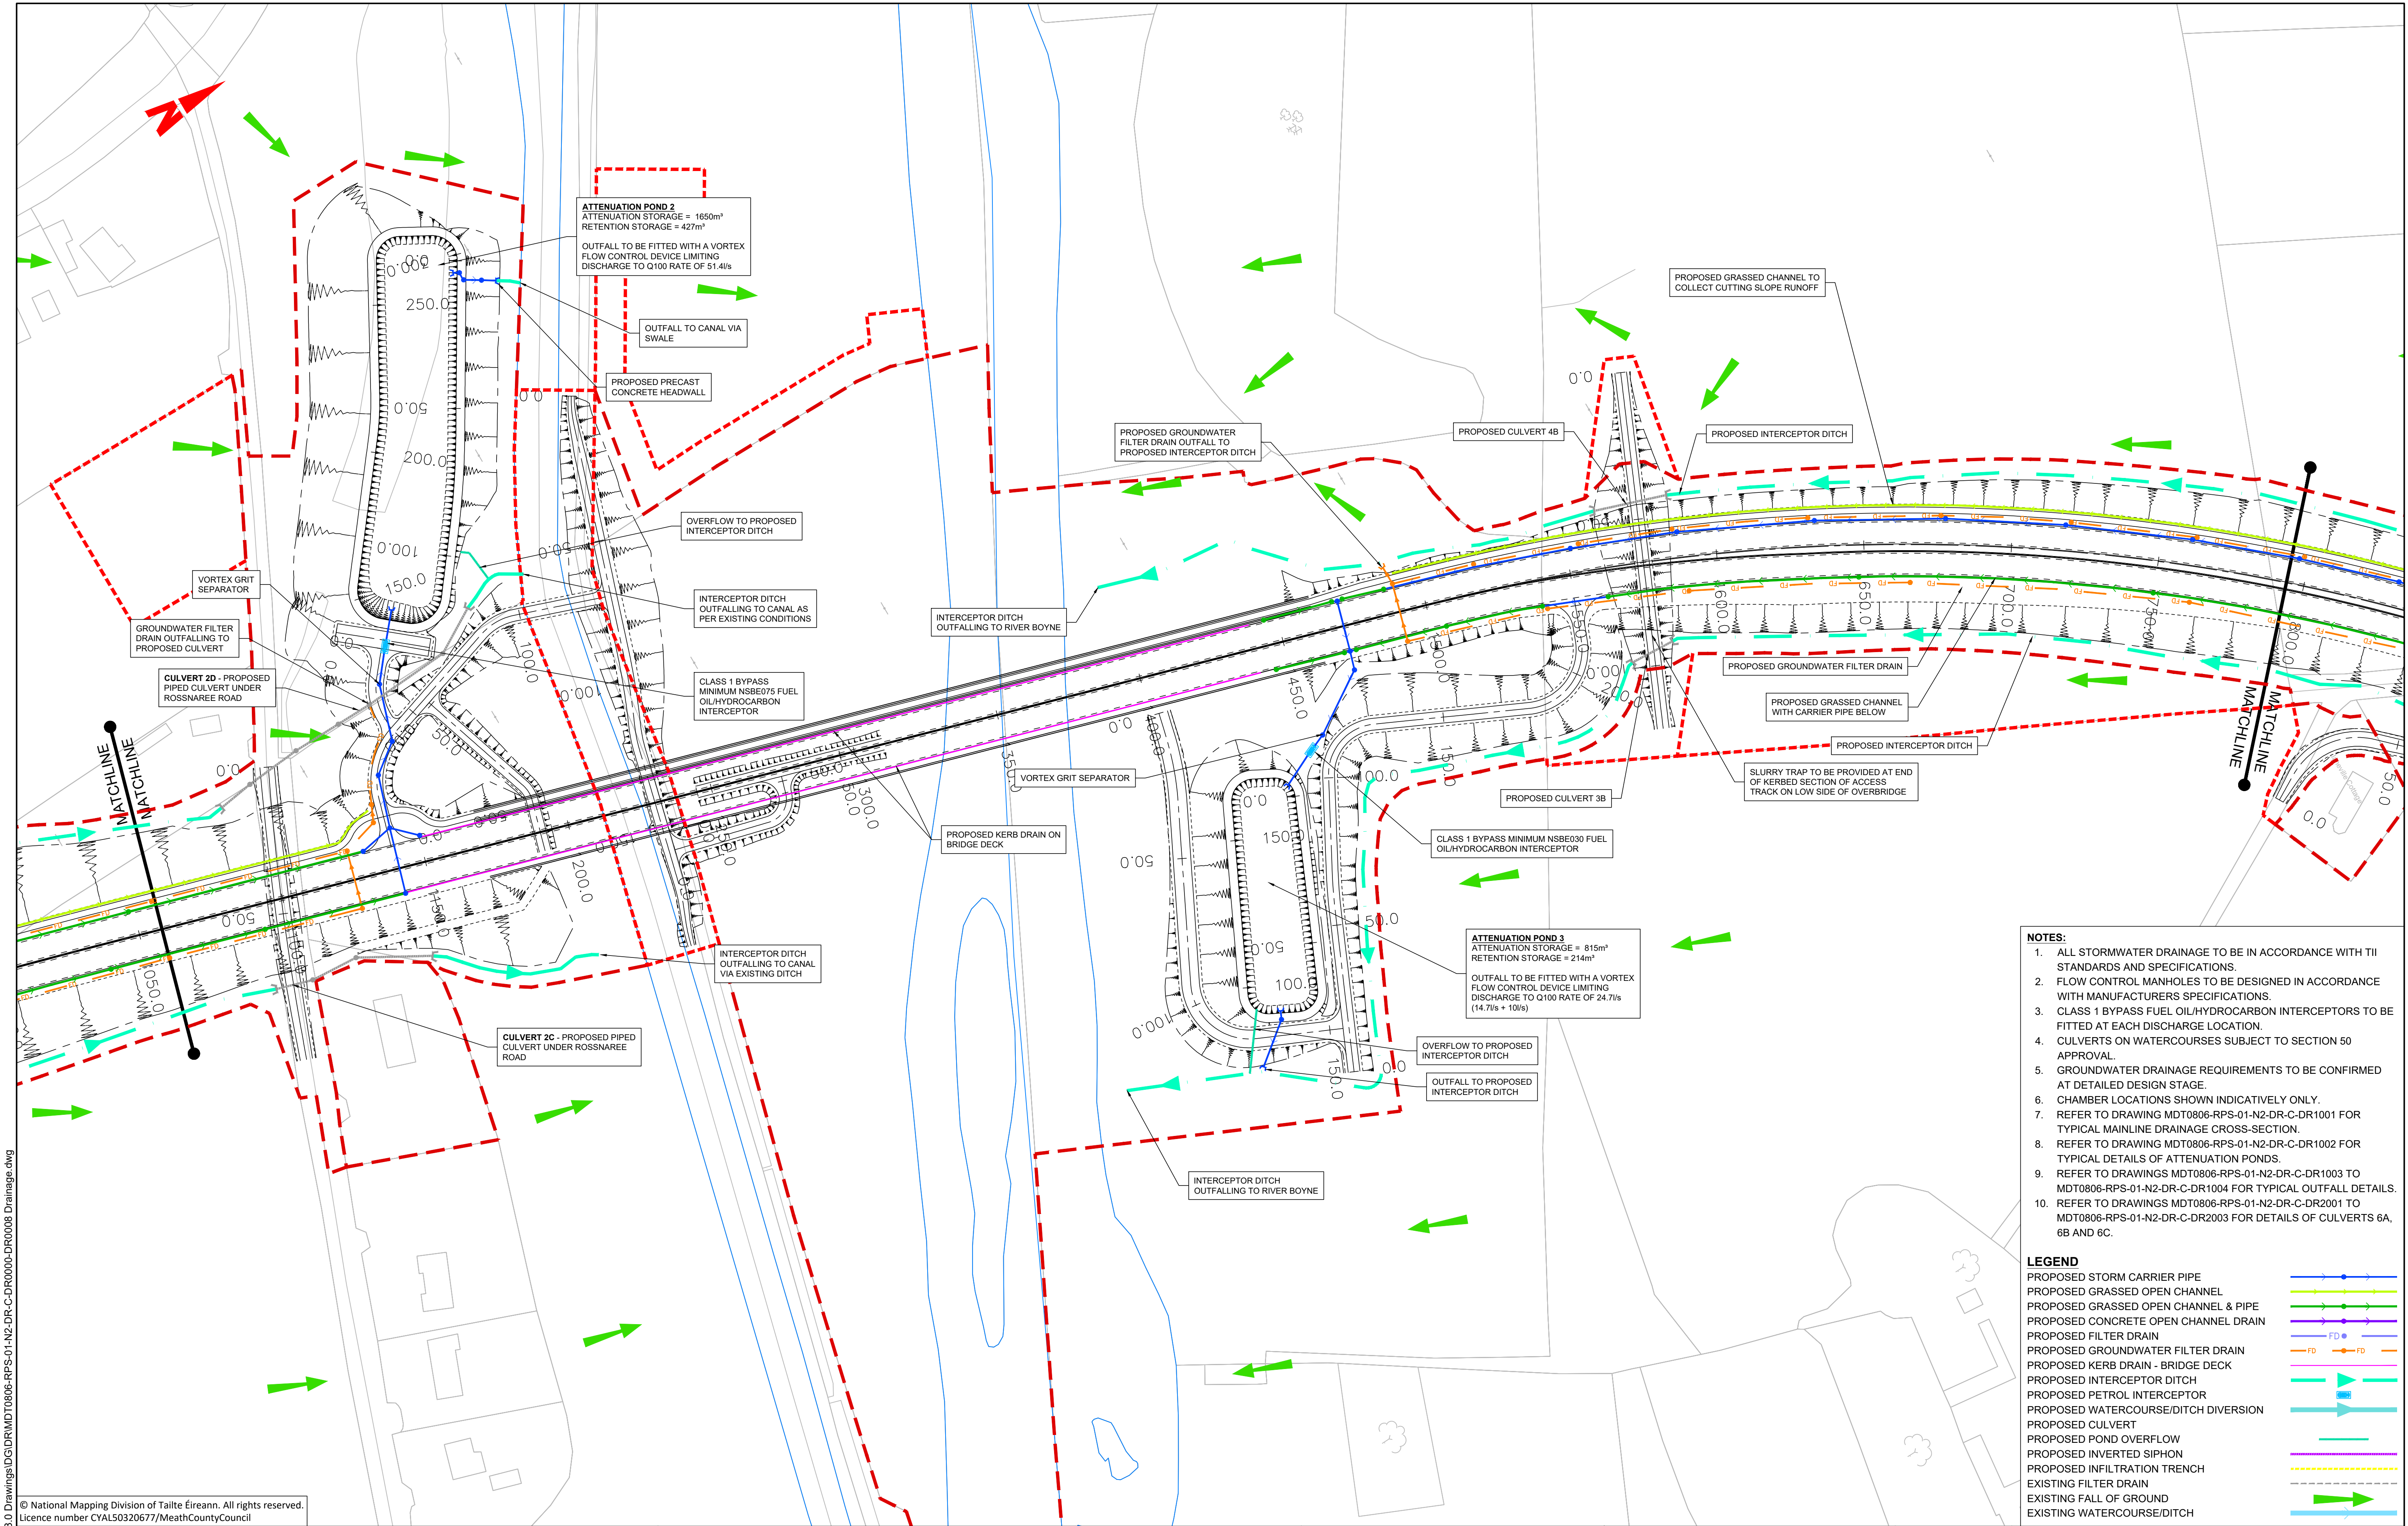 N
ATTENUATION POND 2
ATTENUATION STORAGE = 1650m³
RETENTION STORAGE = 427m³
OUTFALL TO BE FITTED WITH A VORTEX
FLOW CONTROL DEVICE LIMITING
DISCHARGE TO Q100 RATE OF 51.4l/s
OUTFALL TO CANAL VIA
SWALE
PROPOSED PRECAST
CONCRETE HEADWALL
OVERFLOW TO PROPOSED
INTERCEPTOR DITCH
INTERCEPTOR DITCH
OUTFALLING TO CANAL AS
PER EXISTING CONDITIONS
VORTEX GRIT
SEPARATOR
GROUNDWATER FILTER
DRAIN OUTFALLING TO
PROPOSED CULVERT
CULVERT 2D - PROPOSED
PIPED CULVERT UNDER
ROSSNAREE ROAD
CLASS 1 BYPASS
MINIMUM NSBE075 FUEL
OIL/HYDROCARBON
INTERCEPTOR
MATCHLINE
MATCHLINE
INTERCEPTOR DITCH
OUTFALLING TO CANAL
VIA EXISTING DITCH
CULVERT 2C - PROPOSED PIPED
CULVERT UNDER ROSSNAREE
ROAD
PROPOSED KERB DRAIN ON
BRIDGE DECK
INTERCEPTOR DITCH
OUTFALLING TO RIVER BOYNE
PROPOSED GROUNDWATER
FILTER DRAIN OUTFALL TO
PROPOSED INTERCEPTOR DITCH
PROPOSED GRASSED CHANNEL TO
COLLECT CUTTING SLOPE RUNOFF
PROPOSED CULVERT 4B
PROPOSED INTERCEPTOR DITCH
PROPOSED GROUNDWATER FILTER DRAIN
PROPOSED GRASSED CHANNEL
WITH CARRIER PIPE BELOW
PROPOSED INTERCEPTOR DITCH
SLURRY TRAP TO BE PROVIDED AT END
OF KERBED SECTION OF ACCESS
TRACK ON LOW SIDE OF OVERBRIDGE
PROPOSED CULVERT 3B
VORTEX GRIT SEPARATOR
CLASS 1 BYPASS MINIMUM NSBE030 FUEL
OIL/HYDROCARBON INTERCEPTOR
ATTENUATION POND 3
ATTENUATION STORAGE = 815m³
RETENTION STORAGE = 214m³
OUTFALL TO BE FITTED WITH A VORTEX
FLOW CONTROL DEVICE LIMITING
DISCHARGE TO Q100 RATE OF 24.7l/s
(14.7l/s + 10l/s)
OVERFLOW TO PROPOSED
INTERCEPTOR DITCH
OUTFALL TO PROPOSED
INTERCEPTOR DITCH
INTERCEPTOR DITCH
OUTFALLING TO RIVER BOYNE
MATCHLINE
MATCHLINE
NOTES:
1. ALL STORMWATER DRAINAGE TO BE IN ACCORDANCE WITH TII
STANDARDS AND SPECIFICATIONS.
2. FLOW CONTROL MANHOLES TO BE DESIGNED IN ACCORDANCE
WITH MANUFACTURERS SPECIFICATIONS.
3. CLASS 1 BYPASS FUEL OIL/HYDROCARBON INTERCEPTORS TO BE
FITTED AT EACH DISCHARGE LOCATION.
4. CULVERTS ON WATERCOURSES SUBJECT TO SECTION 50
APPROVAL.
5. GROUNDWATER DRAINAGE REQUIREMENTS TO BE CONFIRMED
AT DETAILED DESIGN STAGE.
6. CHAMBER LOCATIONS SHOWN INDICATIVELY ONLY.
7. REFER TO DRAWING MDT0806-RPS-01-N2-DR-C-DR1001 FOR
TYPICAL MAINLINE DRAINAGE CROSS-SECTION.
8. REFER TO DRAWING MDT0806-RPS-01-N2-DR-C-DR1002 FOR
TYPICAL DETAILS OF ATTENUATION PONDS.
9. REFER TO DRAWINGS MDT0806-RPS-01-N2-DR-C-DR1003 TO
MDT0806-RPS-01-N2-DR-C-DR1004 FOR TYPICAL OUTFALL DETAILS.
10. REFER TO DRAWINGS MDT0806-RPS-01-N2-DR-C-DR2001 TO
MDT0806-RPS-01-N2-DR-C-DR2003 FOR DETAILS OF CULVERTS 6A,
6B AND 6C.
LEGEND
PROPOSED STORM CARRIER PIPE
PROPOSED GRASSED OPEN CHANNEL
PROPOSED GRASSED OPEN CHANNEL & PIPE
PROPOSED CONCRETE OPEN CHANNEL DRAIN
PROPOSED FILTER DRAIN FD
PROPOSED GROUNDWATER FILTER DRAIN FD FD
PROPOSED KERB DRAIN - BRIDGE DECK
PROPOSED INTERCEPTOR DITCH
PROPOSED PETROL INTERCEPTOR
PROPOSED WATERCOURSE/DITCH DIVERSION
PROPOSED CULVERT
PROPOSED POND OVERFLOW
PROPOSED INVERTED SIPHON
PROPOSED INFILTRATION TRENCH
EXISTING FILTER DRAIN
EXISTING FALL OF GROUND
EXISTING WATERCOURSE/DITCH
© National Mapping Division of Tailte Éireann. All rights reserved.
Licence number CYAL50320677/MeathCountyCouncil
3.0 Drawings\DG\DR\MDT0806-RPS-01-N2-DR-C-DR0000-DR0008 Drainage.dwg